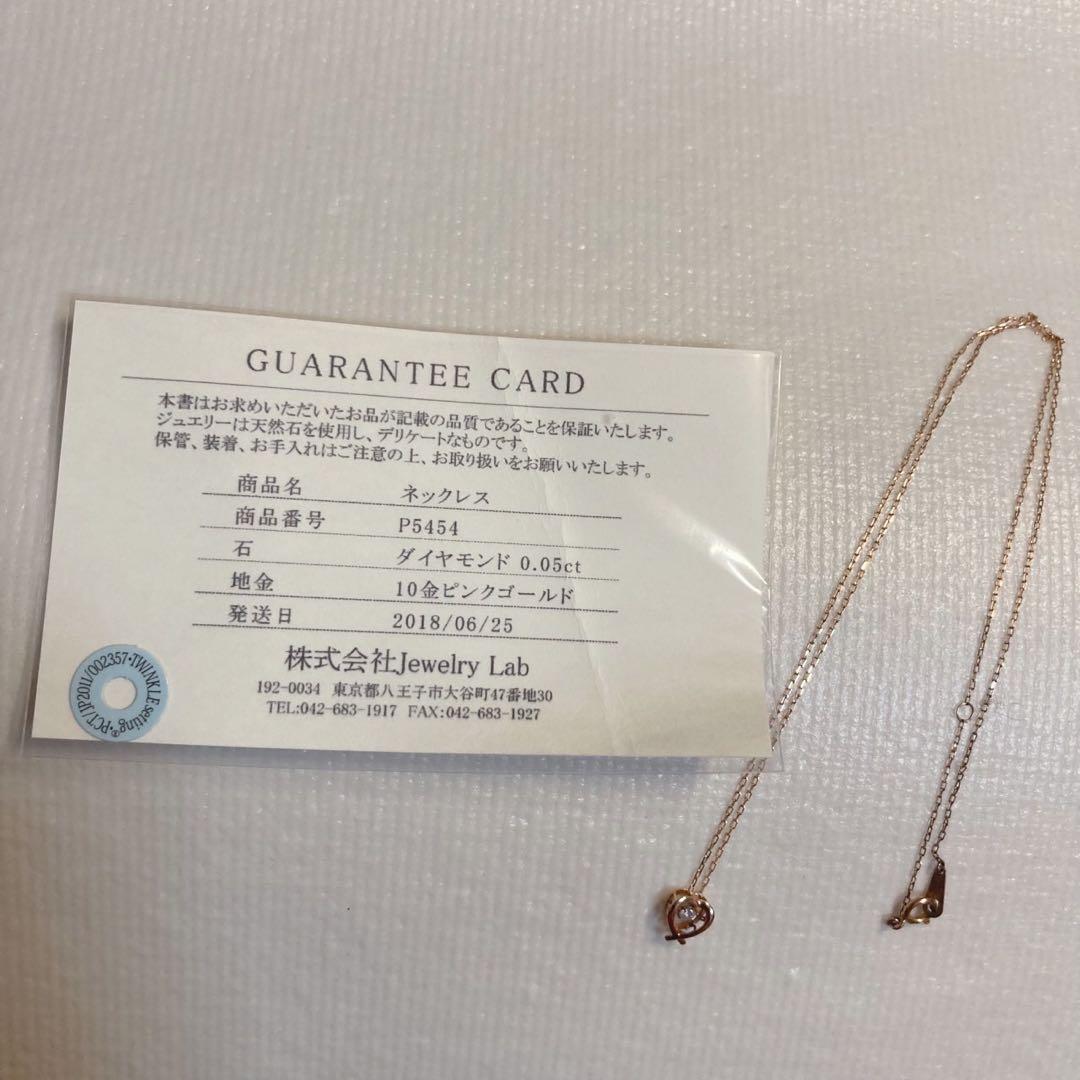 GUARANTEE CARD
本書はお求めいただいたお品が記載の品質であることを保証いたします。
ジュエリーは天然石を使用し、デリケートなものです。
保管、装着、お手入れはご注意の上、お取り扱いをお願いいたします。
商品名 ネックレス
商品番号 P5454
石 ダイヤモンド 0.05ct
地金 10金ピンクゴールド
発送日 2018/06/25
株式会社Jewelry Lab
192-0034 東京都八王子市大谷町47番地30
TEL:042-683-1917 FAX:042-683-1927
PCT/JP2011/002357・TWINKLE setting®・